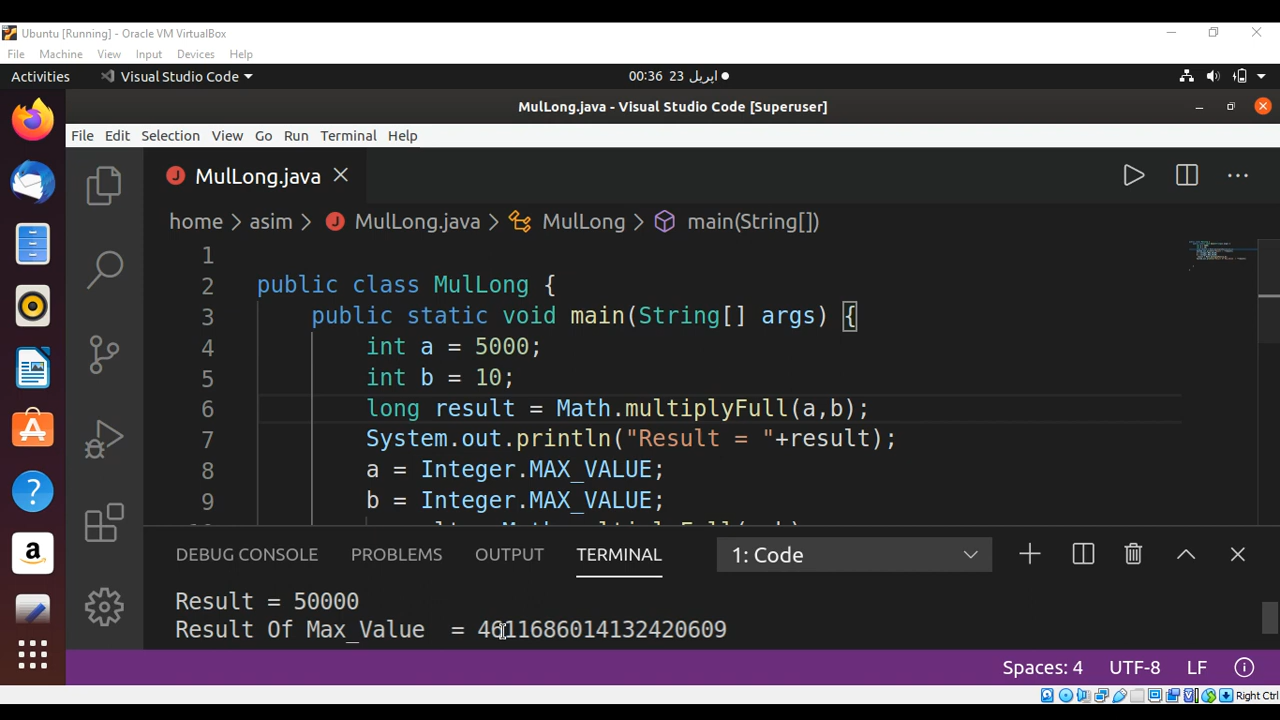 Ubuntu [Running] - Oracle VM VirtualBox
File Machine View Input Devices Help
Activities Visual Studio Code 00:36 23 اپریل
MulLong.java - Visual Studio Code [Superuser]
File Edit Selection View Go Run Terminal Help
MulLong.java
home > asim > MulLong.java > MulLong > main(String[])
1
2 public class MulLong {
3 public static void main(String[] args) {
4 int a = 5000;
5 int b = 10;
6 long result = Math.multiplyFull(a,b);
7 System.out.println("Result = "+result);
8 a = Integer.MAX_VALUE;
9 b = Integer.MAX_VALUE;
DEBUG CONSOLE PROBLEMS OUTPUT TERMINAL 1: Code
Result = 50000
Result Of Max_Value = 4611686014132420609
Spaces: 4 UTF-8 LF
Right Ctrl